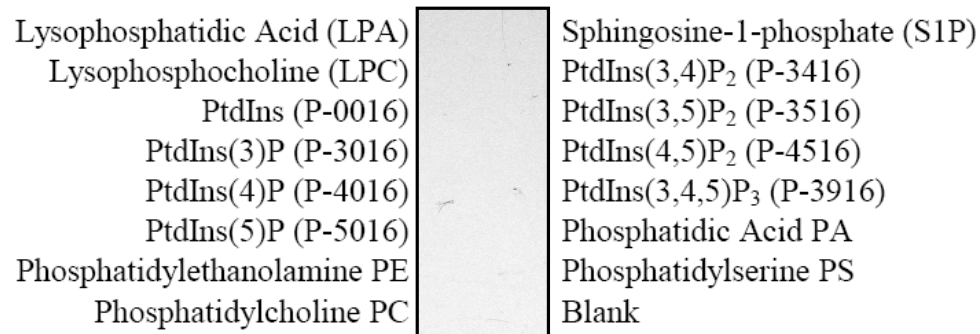 Lysophosphatidic Acid (LPA)
Lysophosphocholine (LPC)
PtdIns (P-0016)
PtdIns(3)P (P-3016)
PtdIns(4)P (P-4016)
PtdIns(5)P (P-5016)
Phosphatidylethanolamine PE
Phosphatidylcholine PC
Sphingosine-1-phosphate (S1P)
PtdIns(3,4)P₂ (P-3416)
PtdIns(3,5)P₂ (P-3516)
PtdIns(4,5)P₂ (P-4516)
PtdIns(3,4,5)P₃ (P-3916)
Phosphatidic Acid PA
Phosphatidylserine PS
Blank